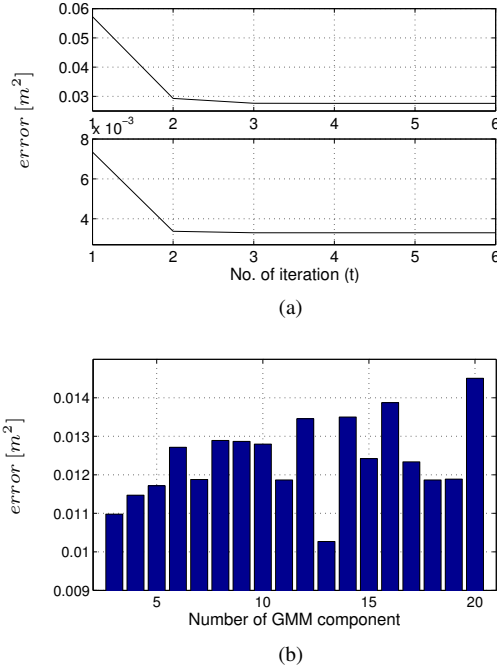 0.06
0.05
0.04
0.03
1 2 3 4 5 6
x 10^{-3}
8
6
4
1 2 3 4 5 6
error [m^2]
No. of iteration (t)
(a)
0.014
0.013
0.012
0.011
0.01
0.009
error [m^2]
5 10 15 20
Number of GMM component
(b)